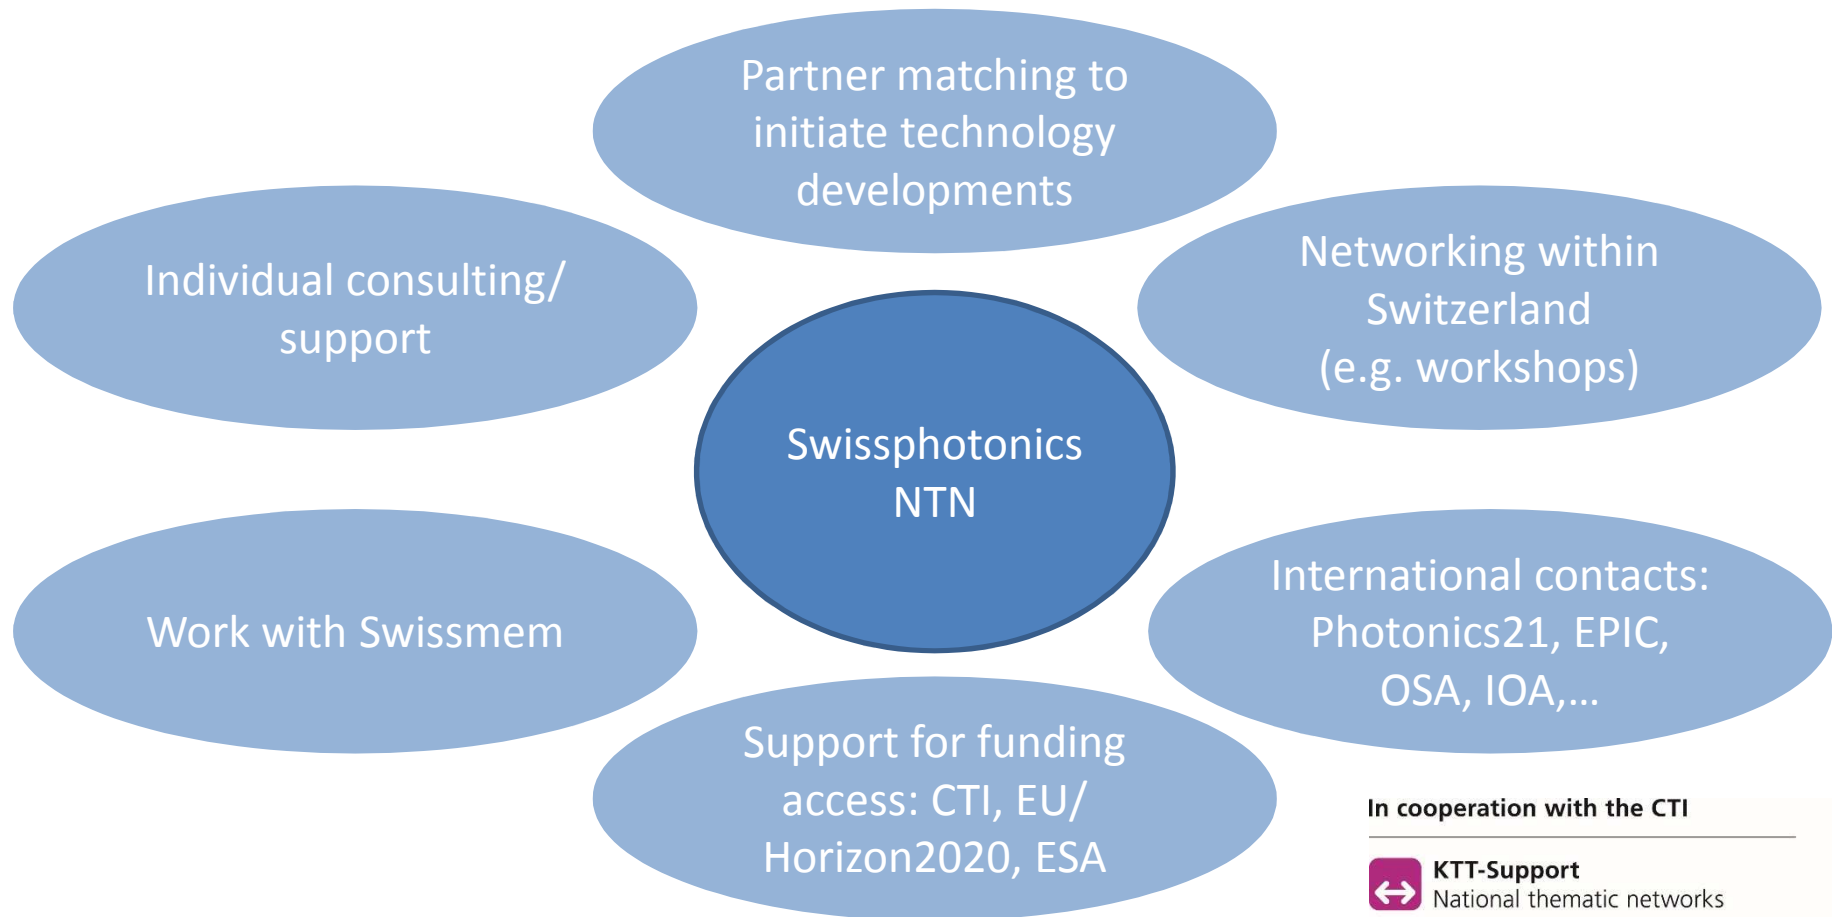 Partner matching to
initiate technology
developments
Individual consulting/
support
Networking within
Switzerland
(e.g. workshops)
Swissphotonics
NTN
Work with Swissmem
International contacts:
Photonics21, EPIC,
OSA, IOA,...
Support for funding
access: CTI, EU/
Horizon2020, ESA
In cooperation with the CTI
KTT-Support
National thematic networks